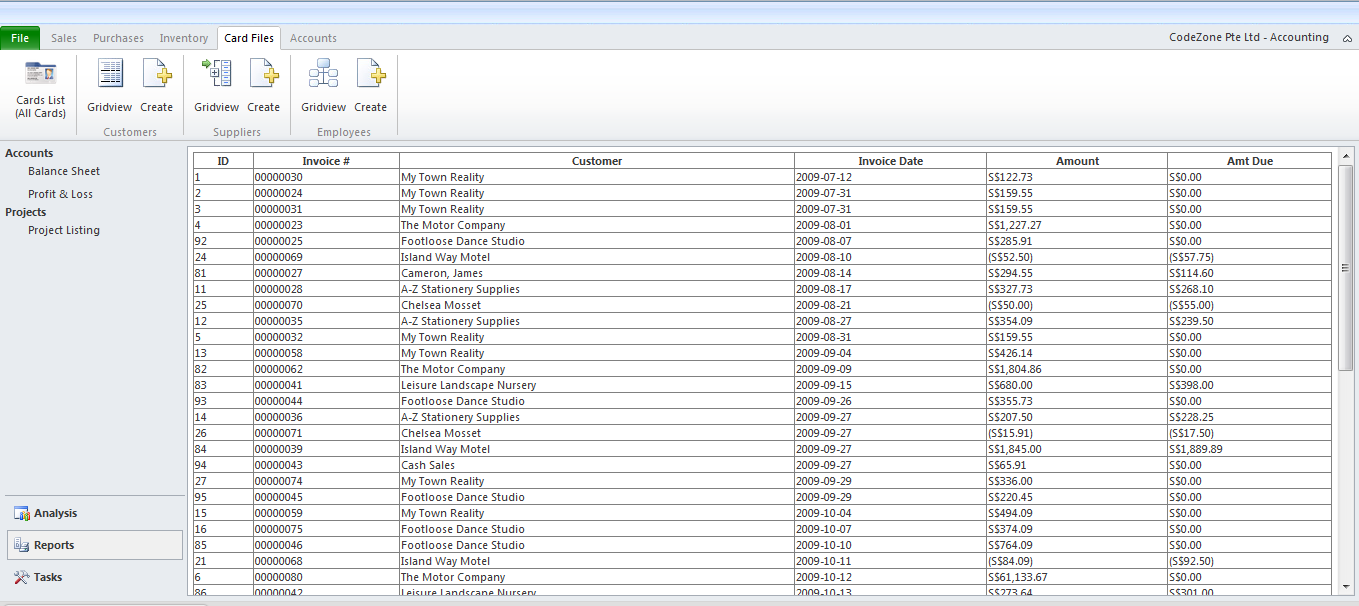 File Sales Purchases Inventory Card Files Accounts CodeZone Pte Ltd - Accounting
Cards List
(All Cards)
Gridview Create Gridview Create Gridview Create
Customers Suppliers Employees
Accounts
Balance Sheet
Profit & Loss
Projects
Project Listing
Analysis
Reports
Tasks
ID Invoice # Customer Invoice Date Amount Amt Due
1 00000030 My Town Reality 2009-07-12 S$122.73 S$0.00
2 00000024 My Town Reality 2009-07-31 S$159.55 S$0.00
3 00000031 My Town Reality 2009-07-31 S$159.55 S$0.00
4 00000023 The Motor Company 2009-08-01 S$1,227.27 S$0.00
92 00000025 Footloose Dance Studio 2009-08-07 S$285.91 S$0.00
24 00000069 Island Way Motel 2009-08-10 (S$52.50) (S$57.75)
81 00000027 Cameron, James 2009-08-14 S$294.55 S$114.60
11 00000028 A-Z Stationery Supplies 2009-08-17 S$327.73 S$268.10
25 00000070 Chelsea Mosset 2009-08-21 (S$50.00) (S$55.00)
12 00000035 A-Z Stationery Supplies 2009-08-27 S$354.09 S$239.50
5 00000032 My Town Reality 2009-08-31 S$159.55 S$0.00
13 00000058 My Town Reality 2009-09-04 S$426.14 S$0.00
82 00000062 The Motor Company 2009-09-09 S$1,804.86 S$0.00
83 00000041 Leisure Landscape Nursery 2009-09-15 S$680.00 S$398.00
93 00000044 Footloose Dance Studio 2009-09-26 S$355.73 S$0.00
14 00000036 A-Z Stationery Supplies 2009-09-27 S$207.50 S$228.25
26 00000071 Chelsea Mosset 2009-09-27 (S$15.91) (S$17.50)
84 00000039 Island Way Motel 2009-09-27 S$1,845.00 S$1,889.89
94 00000043 Cash Sales 2009-09-27 S$65.91 S$0.00
27 00000074 My Town Reality 2009-09-29 S$336.00 S$0.00
95 00000045 Footloose Dance Studio 2009-09-29 S$220.45 S$0.00
15 00000059 My Town Reality 2009-10-04 S$494.09 S$0.00
16 00000075 Footloose Dance Studio 2009-10-07 S$374.09 S$0.00
85 00000046 Footloose Dance Studio 2009-10-10 S$764.09 S$0.00
21 00000068 Island Way Motel 2009-10-11 (S$84.09) (S$92.50)
6 00000080 The Motor Company 2009-10-12 S$61,133.67 S$0.00
86 00000042 Leisure Landscape Nursery 2009-10-13 S$273.64 S$301.00